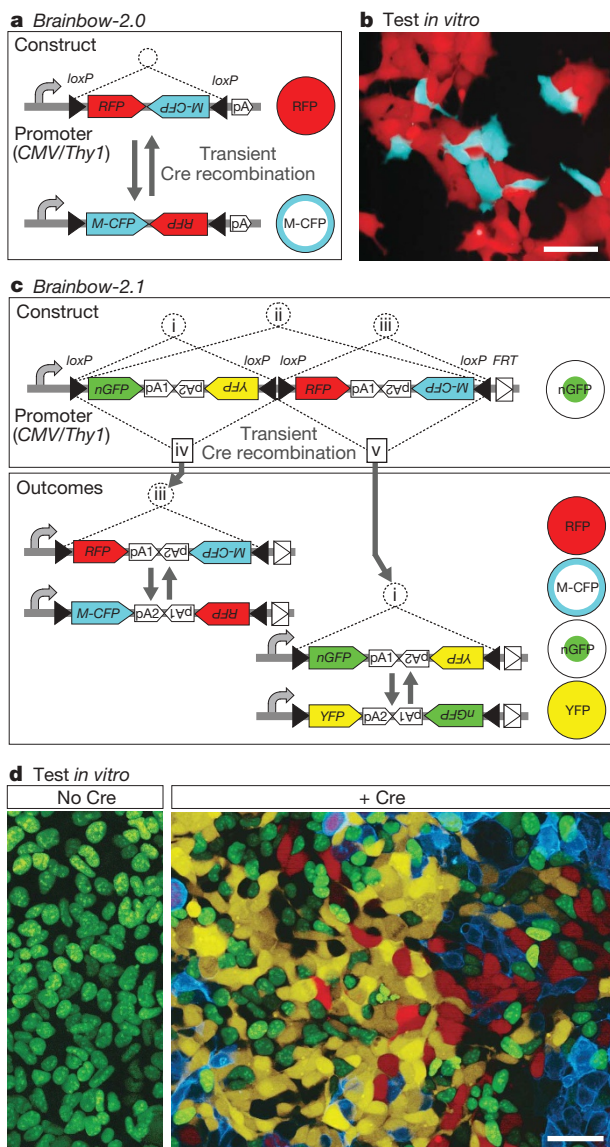 a Brainbow-2.0
Construct
loxP loxP
RFP M-CFP pA
RFP
Promoter
(CMV/Thy1)
Transient
Cre recombination
M-CFP RFP pA
M-CFP
b Test in vitro
c Brainbow-2.1
Construct
i ii iii
loxP loxP loxP loxP FRT
nGFP pA1 pA2 YFP RFP pA1 pA2 M-CFP
nGFP
Promoter
(CMV/Thy1)
iv
Transient
Cre recombination
v
Outcomes
iii
RFP pA1 pA2 M-CFP
M-CFP pA2 pA1 RFP
i
nGFP pA1 pA2 YFP
YFP pA2 pA1 nGFP
RFP
M-CFP
nGFP
YFP
d Test in vitro
No Cre
+ Cre